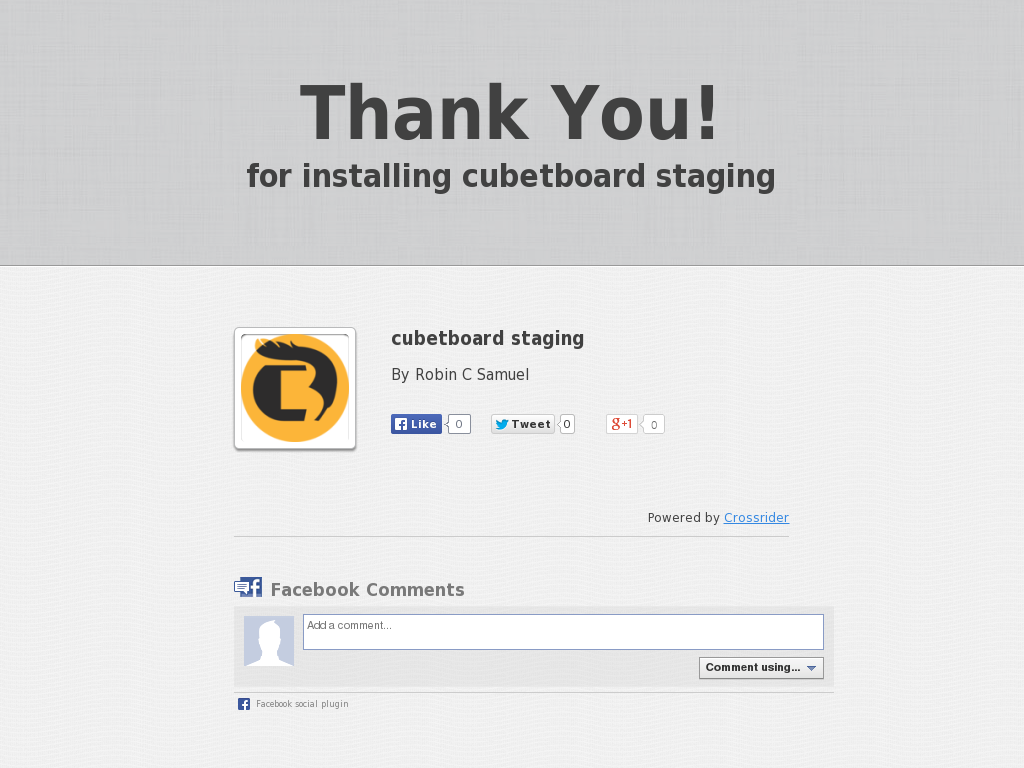 Thank You!
for installing cubetboard staging
cubetboard staging
By Robin C Samuel
Like 0 Tweet 0 g+1 0
Powered by Crossrider
Facebook Comments
Add a comment...
Comment using...
Facebook social plugin